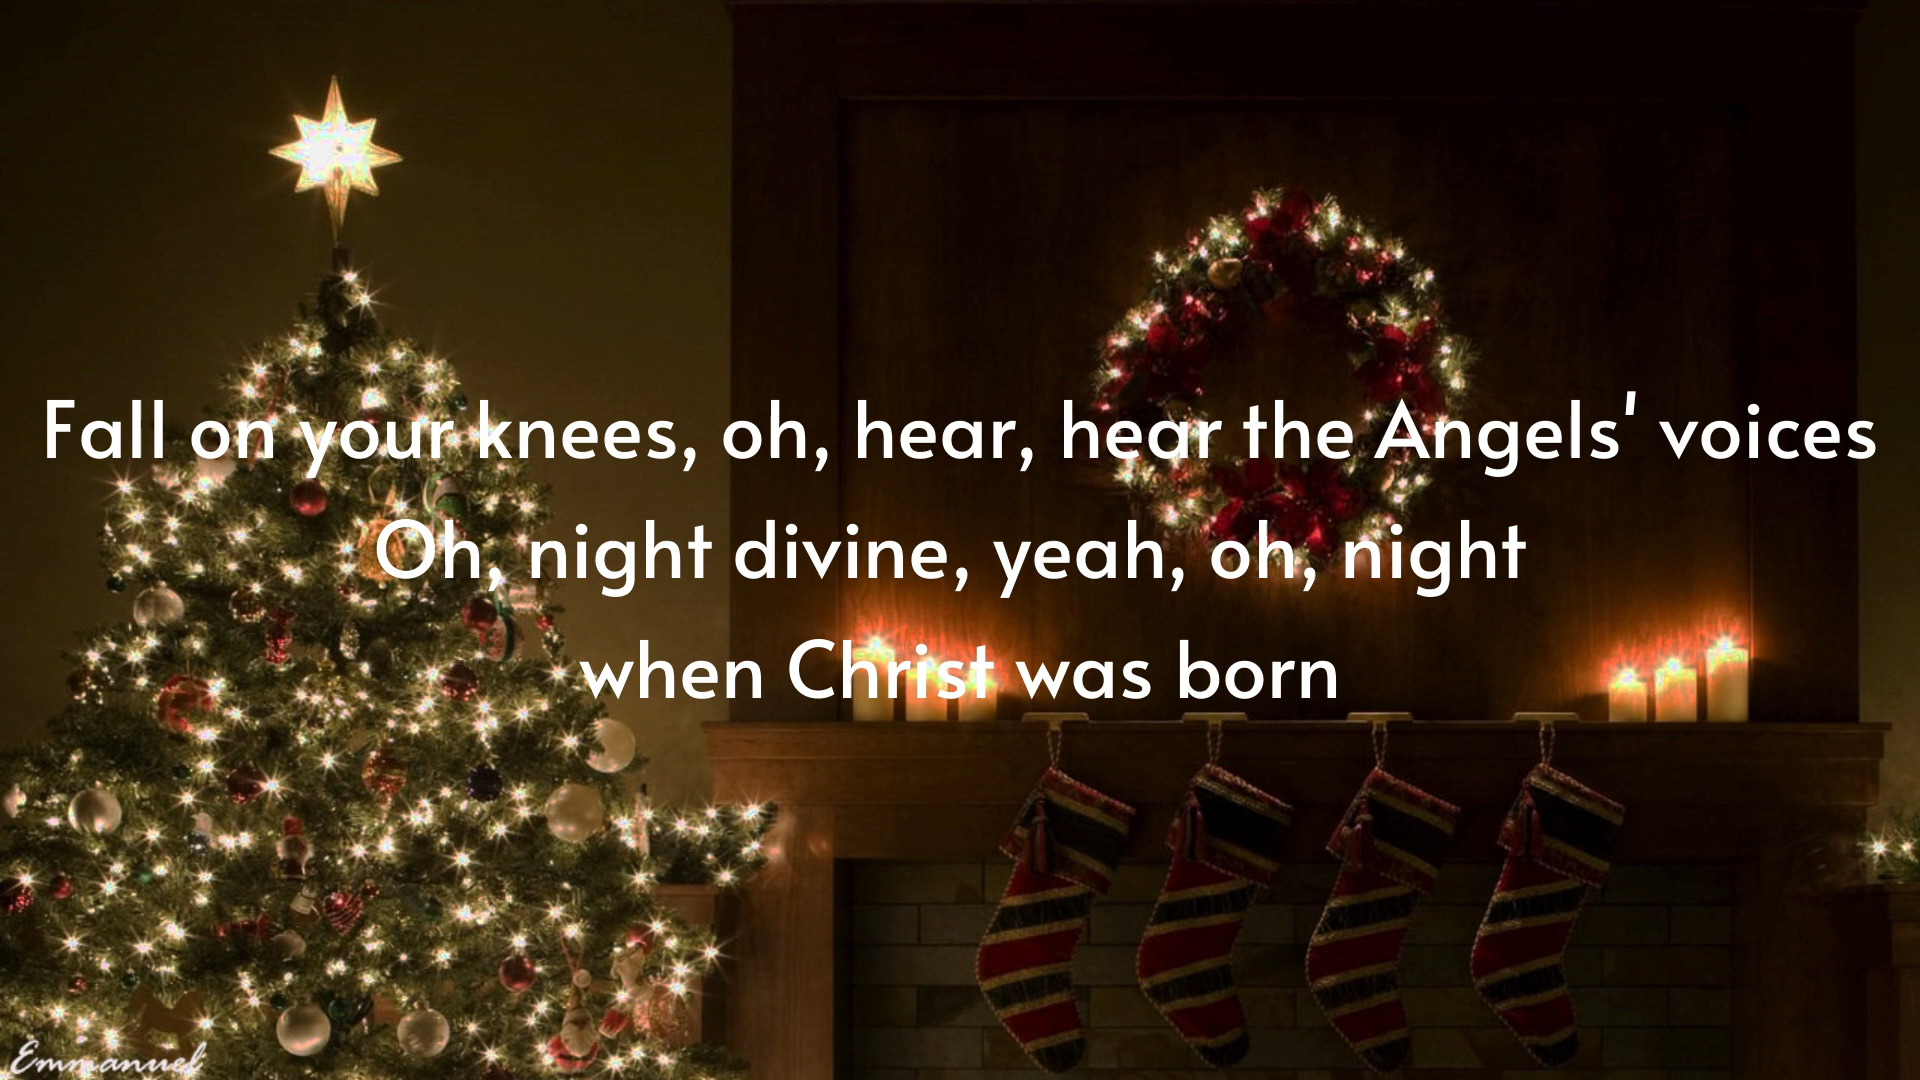 Fall on your knees, oh, hear, hear the Angels' voices
Oh, night divine, yeah, oh, night
when Christ was born
Emmanuel